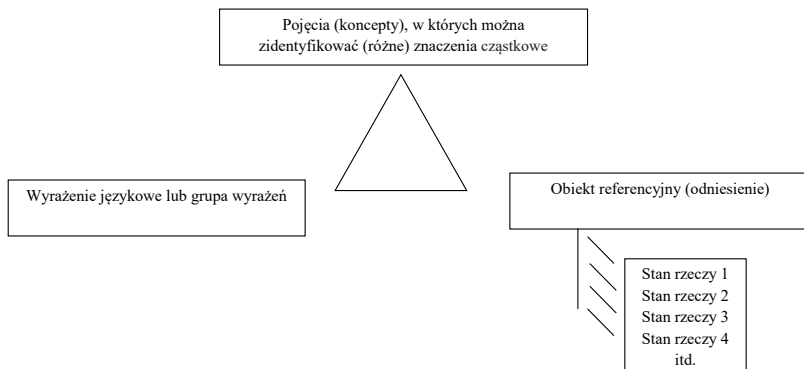 Pojęcia (koncepty), w których można
zidentyfikować (różne) znaczenia cząstkowe
Wyrażenie językowe lub grupa wyrażeń
Obiekt referencyjny (odniesienie)
Stan rzeczy 1
Stan rzeczy 2
Stan rzeczy 3
Stan rzeczy 4
itd.